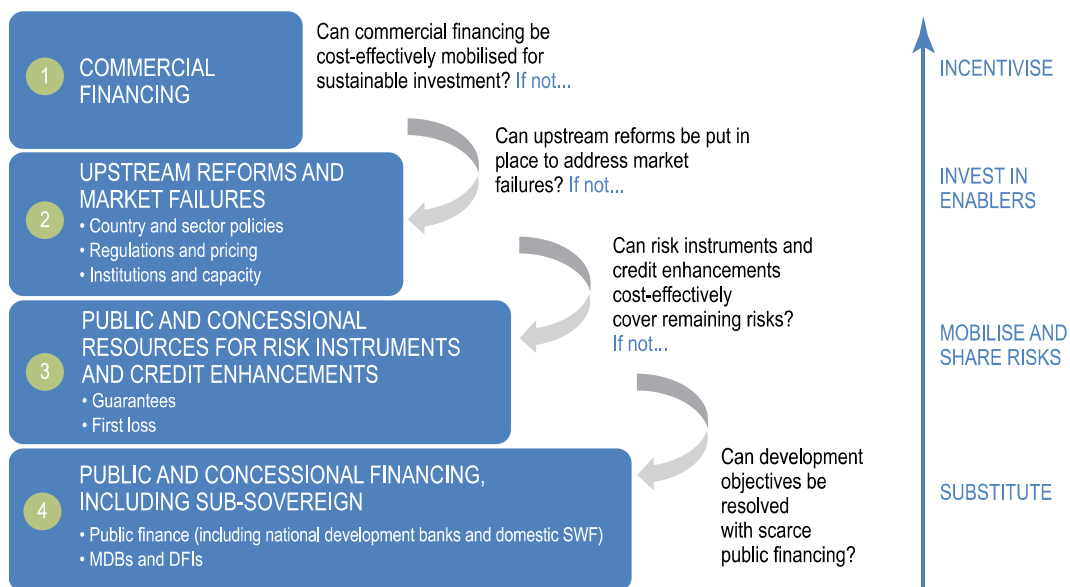 1
COMMERCIAL
FINANCING
Can commercial financing be
cost-effectively mobilised for
sustainable investment? If not...
INCENTIVISE
2
UPSTREAM REFORMS AND
MARKET FAILURES
• Country and sector policies
• Regulations and pricing
• Institutions and capacity
Can upstream reforms be put in
place to address market
failures? If not...
INVEST IN
ENABLERS
3
PUBLIC AND CONCESSIONAL
RESOURCES FOR RISK INSTRUMENTS
AND CREDIT ENHANCEMENTS
• Guarantees
• First loss
Can risk instruments and
credit enhancements
cost-effectively
cover remaining risks?
If not...
MOBILISE AND
SHARE RISKS
4
PUBLIC AND CONCESSIONAL FINANCING,
INCLUDING SUB-SOVEREIGN
• Public finance (including national development banks and domestic SWF)
• MDBs and DFIs
Can development
objectives be
resolved
with scarce
public financing?
SUBSTITUTE